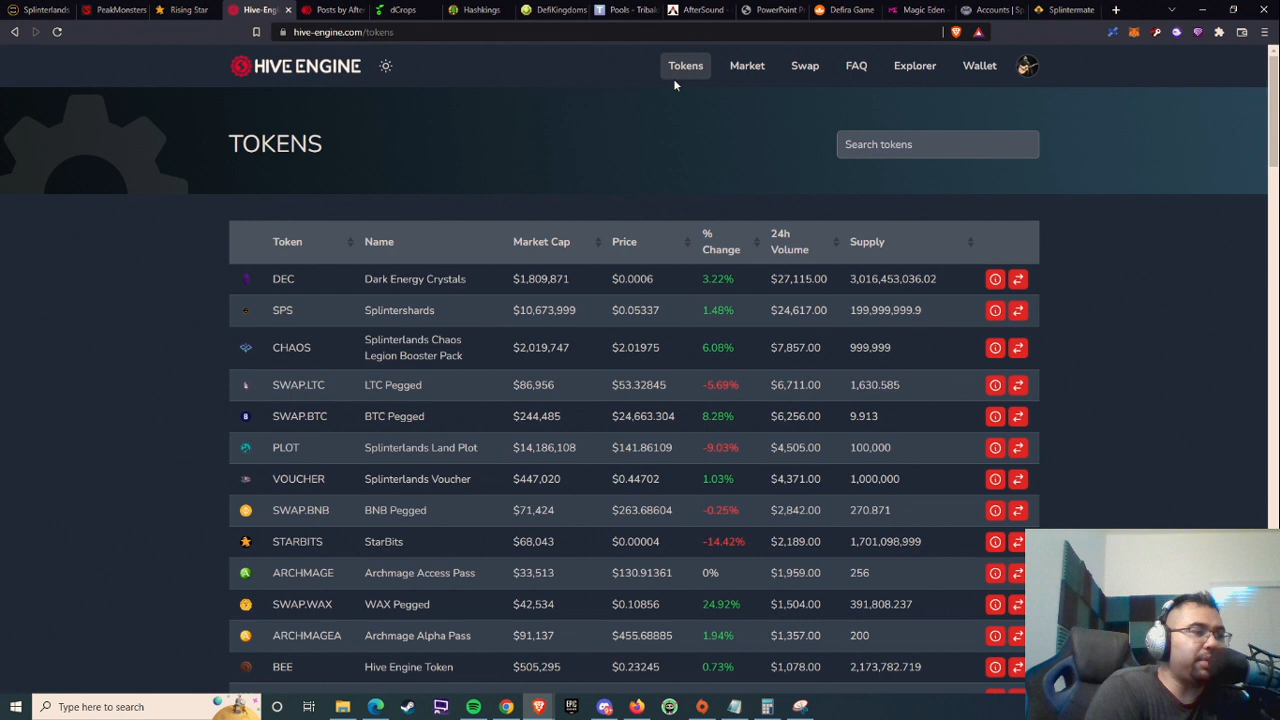 Splinterlands PeakMonsters Rising Star Hive-Eng Posts by Afte dCrops Hashkings DefiKingdoms Pools - Tribal AfterSound - PowerPoint P Defira Game Magic Eden Accounts | Sp Splintermate
hive-engine.com/tokens
HIVE ENGINE Tokens Market Swap FAQ Explorer Wallet
TOKENS Search tokens
Token Name Market Cap Price % Change 24h Volume Supply
DEC Dark Energy Crystals $1,809,871 $0.0006 3.22% $27,115.00 3,016,453,036.02
SPS Splintershards $10,673,999 $0.05337 1.48% $24,617.00 199,999,999.9
CHAOS Splinterlands Chaos Legion Booster Pack $2,019,747 $2.01975 6.08% $7,857.00 999,999
SWAP.LTC LTC Pegged $86,956 $53.32845 -5.69% $6,711.00 1,630.585
SWAP.BTC BTC Pegged $244,485 $24,663.304 8.28% $6,256.00 9.913
PLOT Splinterlands Land Plot $14,186,108 $141.86109 -9.03% $4,505.00 100,000
VOUCHER Splinterlands Voucher $447,020 $0.44702 1.03% $4,371.00 1,000,000
SWAP.BNB BNB Pegged $71,424 $263.68604 -0.25% $2,842.00 270.871
STARBITS StarBits $68,043 $0.00004 -14.42% $2,189.00 1,701,098,999
ARCHMAGE Archmage Access Pass $33,513 $130.91361 0% $1,959.00 256
SWAP.WAX WAX Pegged $42,534 $0.10856 24.92% $1,504.00 391,808.237
ARCHMAGEA Archmage Alpha Pass $91,137 $455.68885 1.94% $1,357.00 200
BEE Hive Engine Token $505,295 $0.23245 0.73% $1,078.00 2,173,782.719
Type here to search